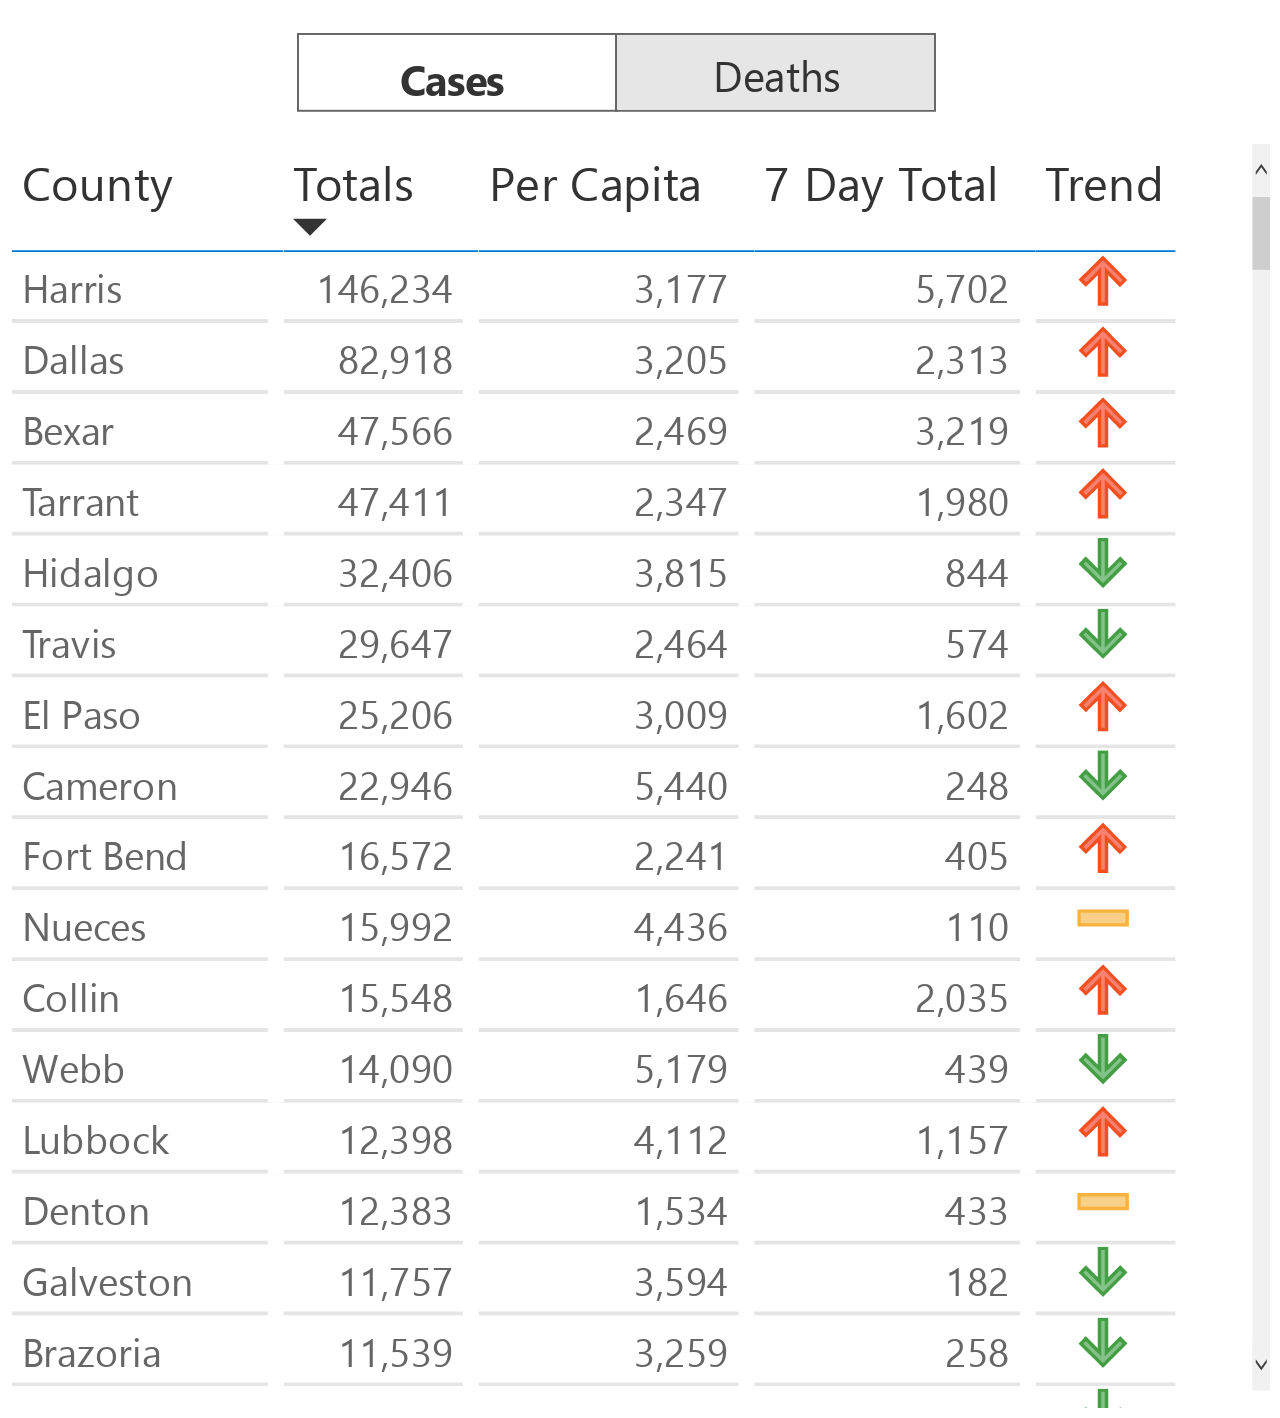 Cases Deaths
County Totals Per Capita 7 Day Total Trend
Harris 146,234 3,177 5,702
Dallas 82,918 3,205 2,313
Bexar 47,566 2,469 3,219
Tarrant 47,411 2,347 1,980
Hidalgo 32,406 3,815 844
Travis 29,647 2,464 574
El Paso 25,206 3,009 1,602
Cameron 22,946 5,440 248
Fort Bend 16,572 2,241 405
Nueces 15,992 4,436 110
Collin 15,548 1,646 2,035
Webb 14,090 5,179 439
Lubbock 12,398 4,112 1,157
Denton 12,383 1,534 433
Galveston 11,757 3,594 182
Brazoria 11,539 3,259 258